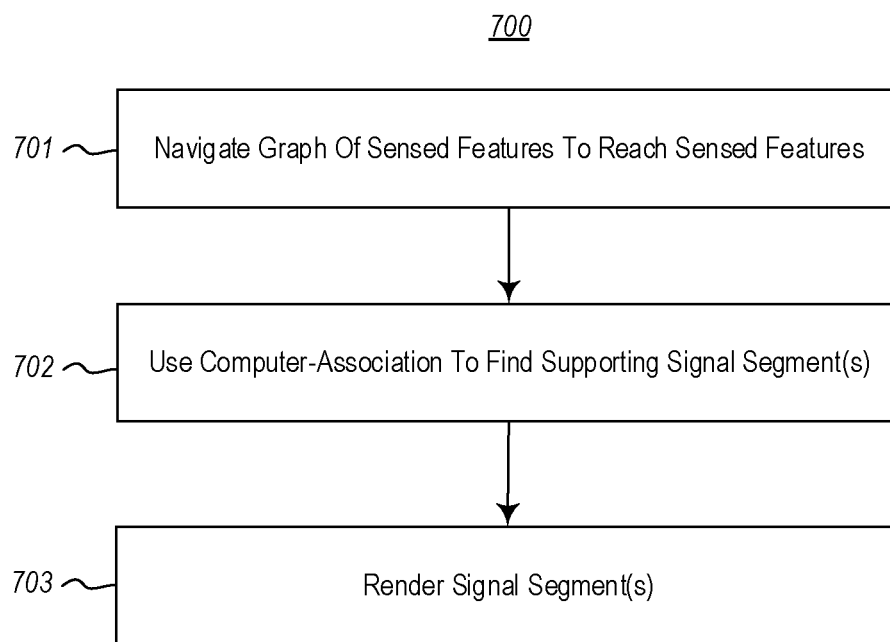 700
701
Navigate Graph Of Sensed Features To Reach Sensed Features
702
Use Computer-Association To Find Supporting Signal Segment(s)
703
Render Signal Segment(s)